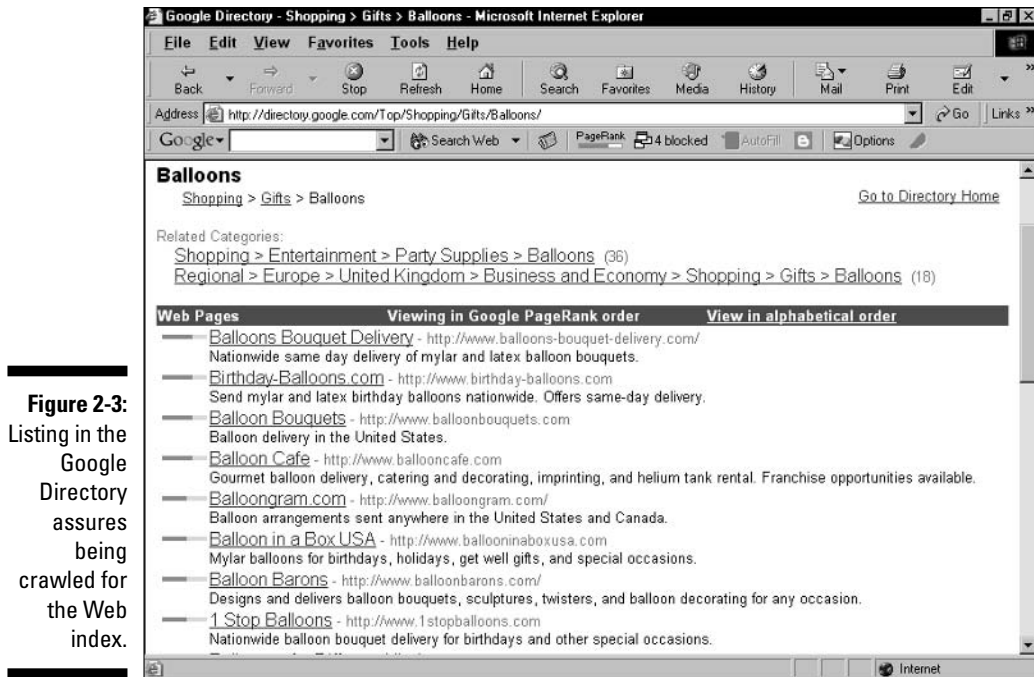 Google Directory - Shopping > Gifts > Balloons - Microsoft Internet Explorer
File Edit View Favorites Tools Help
Back Forward Stop Refresh Home Search Favorites Media History Mail Print Edit
Address http://directory.google.com/Top/Shopping/Gifts/Balloons/ Go Links »
Google Search Web PageRank 4 blocked AutoFill Options
Balloons
Shopping > Gifts > Balloons Go to Directory Home
Related Categories:
Shopping > Entertainment > Party Supplies > Balloons (36)
Regional > Europe > United Kingdom > Business and Economy > Shopping > Gifts > Balloons (18)
Web Pages Viewing in Google PageRank order View in alphabetical order
Balloons Bouquet Delivery - http://www.balloons-bouquet-delivery.com/
Nationwide same day delivery of mylar and latex balloon bouquets.
Birthday-Balloons.com - http://www.birthday-balloons.com
Send mylar and latex birthday balloons nationwide. Offers same-day delivery.
Balloon Bouquets - http://www.balloonbouquets.com
Balloon delivery in the United States.
Balloon Cafe - http://www.ballooncafe.com
Gourmet balloon delivery, catering and decorating, imprinting, and helium tank rental. Franchise opportunities available.
Balloongram.com - http://www.balloongram.com/
Balloon arrangements sent anywhere in the United States and Canada.
Balloon in a Box USA - http://www.ballooninaboxusa.com
Mylar balloons for birthdays, holidays, get well gifts, and special occasions.
Balloon Barons - http://www.balloonbarons.com/
Designs and delivers balloon bouquets, sculptures, twisters, and balloon decorating for any occasion.
1 Stop Balloons - http://www.1stopballoons.com
Nationwide balloon bouquet delivery for birthdays and other special occasions.
Internet
Figure 2-3:
Listing in the
Google
Directory
assures
being
crawled for
the Web
index.